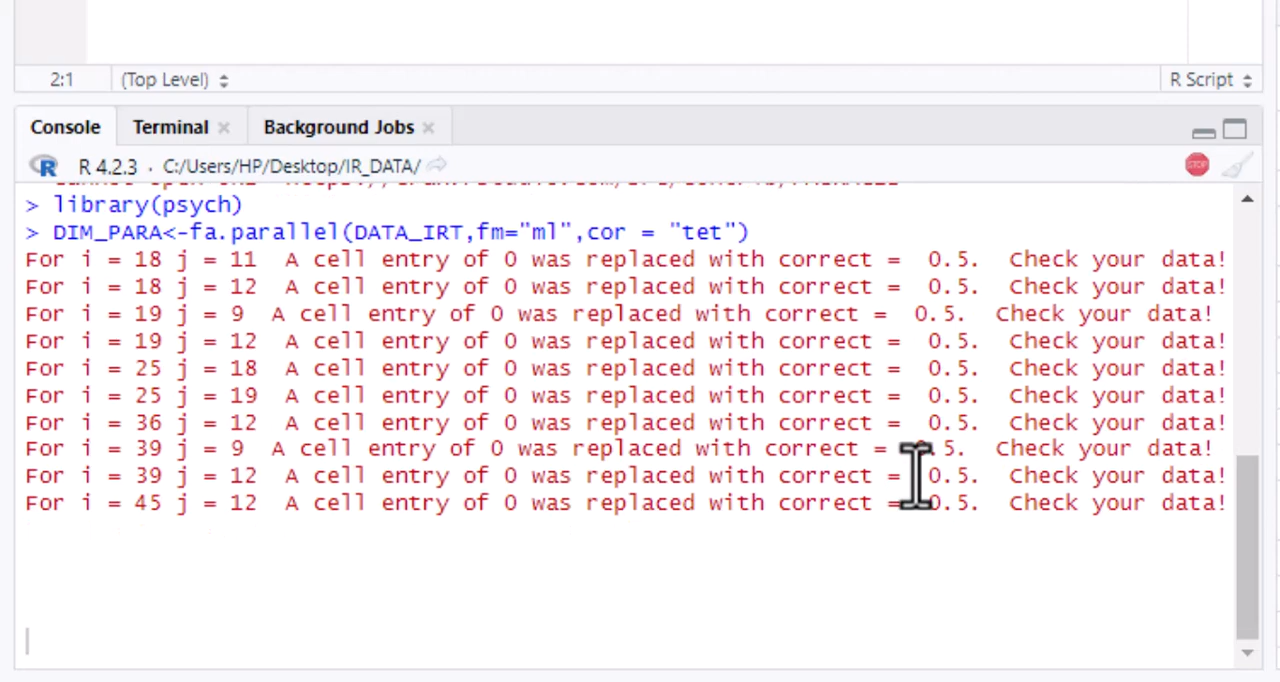 2:1 (Top Level) R Script
Console Terminal Background Jobs
R 4.2.3 · C:/Users/HP/Desktop/IR_DATA/
> library(psych)
> DIM_PARA<-fa.parallel(DATA_IRT,fm="ml",cor = "tet")
For i = 18 j = 11  A cell entry of 0 was replaced with correct =  0.5.  Check your data!
For i = 18 j = 12  A cell entry of 0 was replaced with correct =  0.5.  Check your data!
For i = 19 j = 9  A cell entry of 0 was replaced with correct =  0.5.  Check your data!
For i = 19 j = 12  A cell entry of 0 was replaced with correct =  0.5.  Check your data!
For i = 25 j = 18  A cell entry of 0 was replaced with correct =  0.5.  Check your data!
For i = 25 j = 19  A cell entry of 0 was replaced with correct =  0.5.  Check your data!
For i = 36 j = 12  A cell entry of 0 was replaced with correct =  0.5.  Check your data!
For i = 39 j = 9  A cell entry of 0 was replaced with correct =  0.5.  Check your data!
For i = 39 j = 12  A cell entry of 0 was replaced with correct =  0.5.  Check your data!
For i = 45 j = 12  A cell entry of 0 was replaced with correct =  0.5.  Check your data!